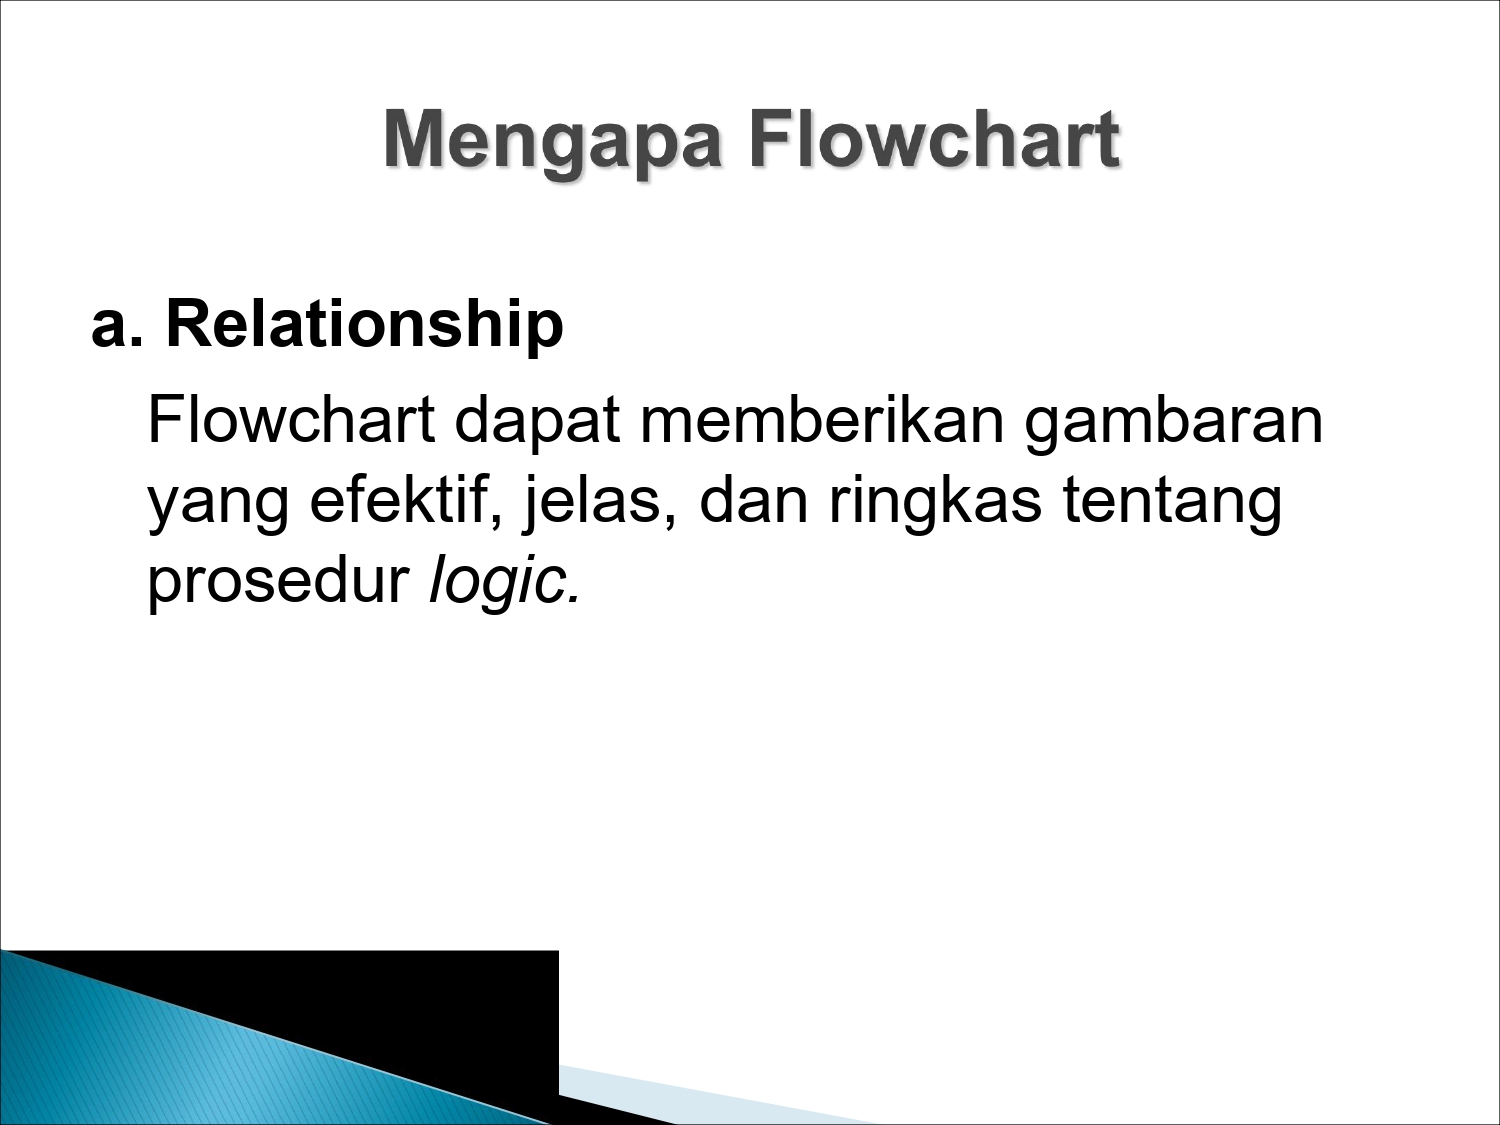 Mengapa Flowchart
a. Relationship
Flowchart dapat memberikan gambaran
yang efektif, jelas, dan ringkas tentang
prosedur logic.